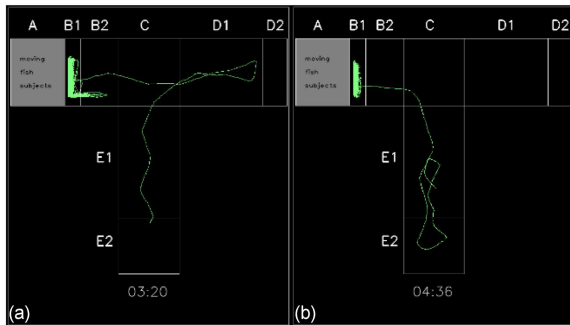 A B1 B2 C D1 D2
moving
fish
subjects
E1
E2
03:20
(a)
A B1 B2 C D1 D2
moving
fish
subjects
E1
E2
04:36
(b)